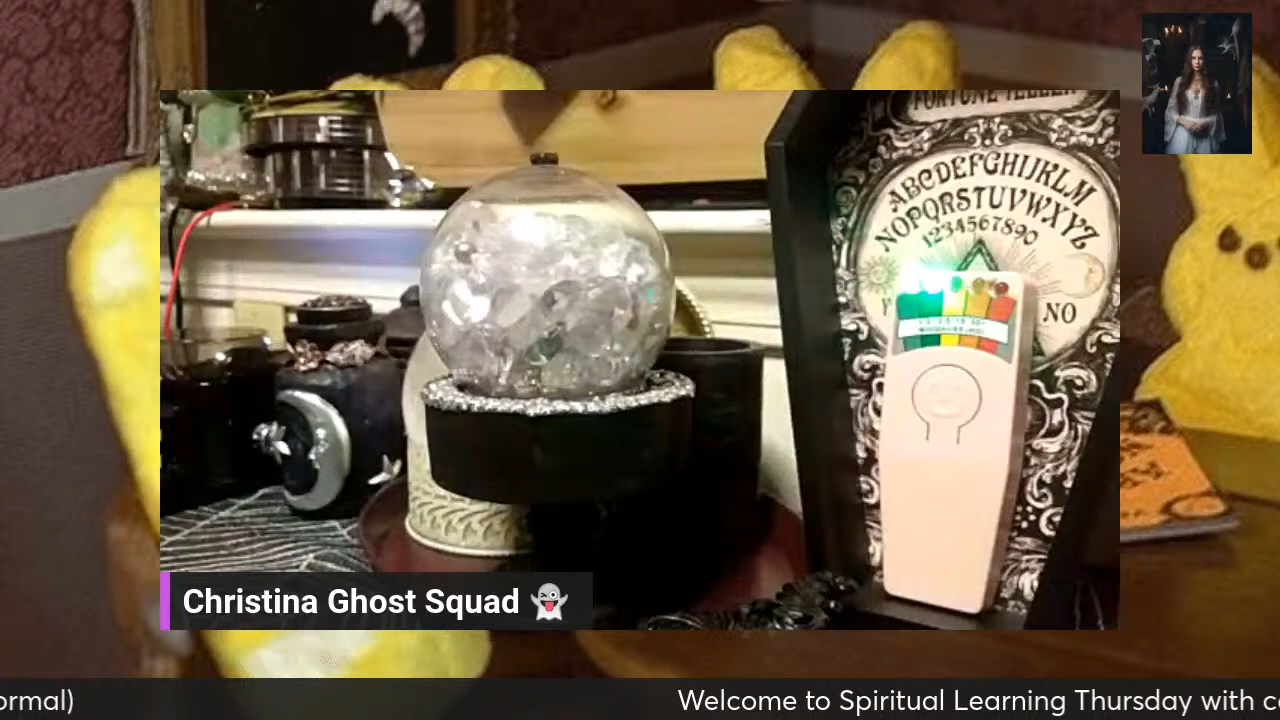 FORTUNE TELLER
ABCDEFGHIJKLM
NOPQRSTUVWXYZ
1234567890
NO
Christina Ghost Squad 👻
ormal)
Welcome to Spiritual Learning Thursday with c